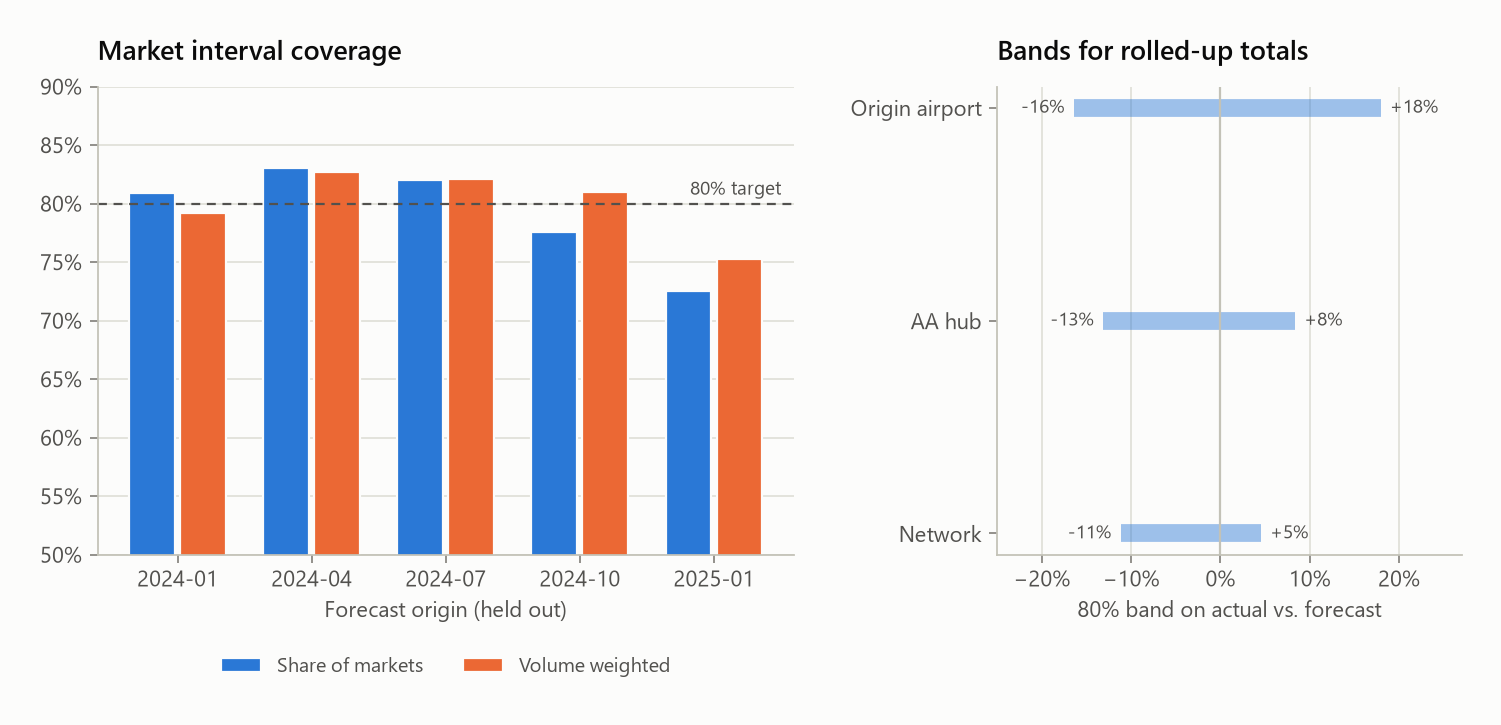 Market interval coverage
90%
85%
80%
75%
70%
65%
60%
55%
50%
80% target
2024-01
2024-04
2024-07
2024-10
2025-01
Forecast origin (held out)
Share of markets
Volume weighted
Bands for rolled-up totals
Origin airport
-16%
+18%
AA hub
-13%
+8%
Network
-11%
+5%
−20%
−10%
0%
10%
20%
80% band on actual vs. forecast